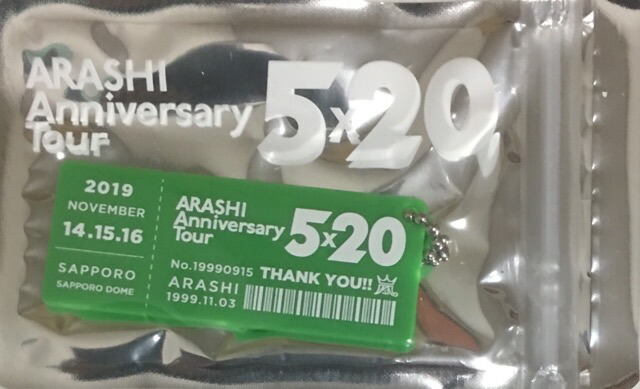 ARASHI
Anniversary
Tour
5x20
2019
NOVEMBER
14.15.16
SAPPORO
SAPPORO DOME
ARASHI
Anniversary
Tour
5x20
No.19990915 THANK YOU!! 嵐
ARASHI
1999.11.03